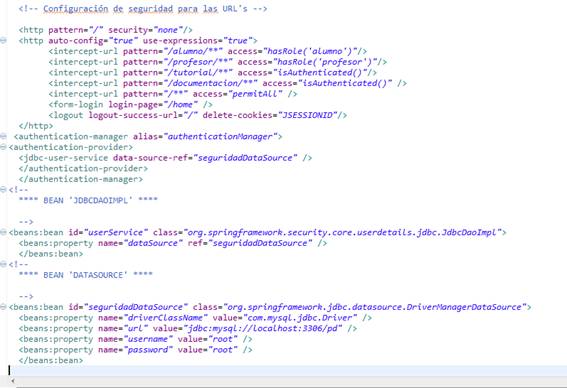 <!-- Configuración de seguridad para las URL's -->
<http pattern="/" security="none"/>
<http auto-config="true" use-expressions="true">
<intercept-url pattern="/alumno/**" access="hasRole('alumno')"/>
<intercept-url pattern="/profesor/**" access="hasRole('profesor')"/>
<intercept-url pattern="/tutorial/**" access="isAuthenticated()"/>
<intercept-url pattern="/documentacion/**" access="isAuthenticated()" />
<intercept-url pattern="/**" access="permitAll" />
<form-login login-page="/home" />
<logout logout-success-url="/" delete-cookies="JSESSIONID"/>
</http>
<authentication-manager alias="authenticationManager">
<authentication-provider>
<jdbc-user-service data-source-ref="seguridadDataSource" />
</authentication-provider>
</authentication-manager>
<!--
**** BEAN 'JDBCDAOIMPL' ****
-->
<beans:bean id="userService" class="org.springframework.security.core.userdetails.jdbc.JdbcDaoImpl">
<beans:property name="dataSource" ref="seguridadDataSource" />
</beans:bean>
<!--
**** BEAN 'DATASOURCE' ****
-->
<beans:bean id="seguridadDataSource" class="org.springframework.jdbc.datasource.DriverManagerDataSource">
<beans:property name="driverClassName" value="com.mysql.jdbc.Driver" />
<beans:property name="url" value="jdbc:mysql://localhost:3306/pd" />
<beans:property name="username" value="root" />
<beans:property name="password" value="root" />
</beans:bean>